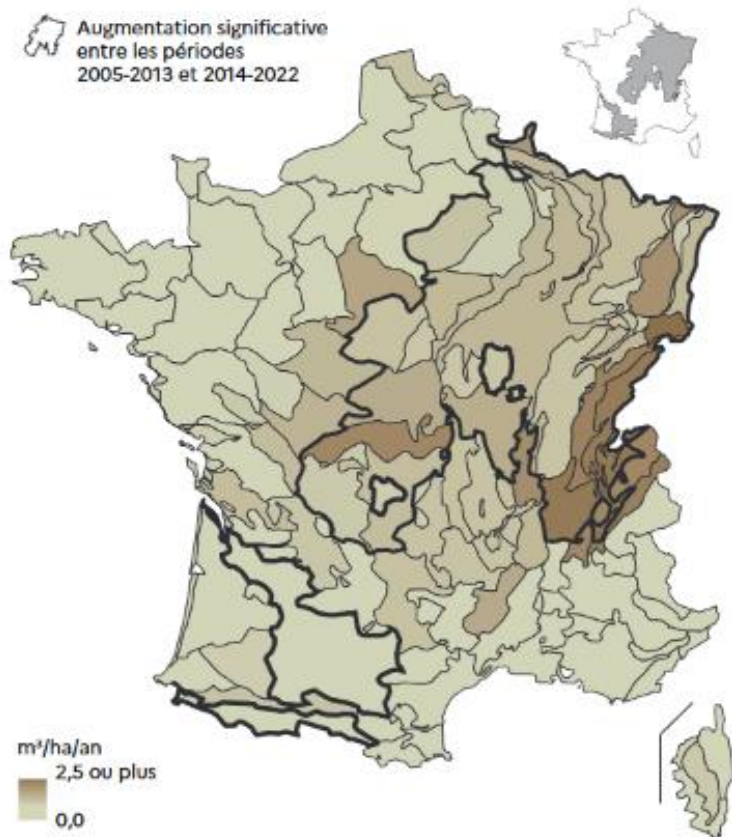 Augmentation significative
entre les périodes
2005-2013 et 2014-2022
m³/ha/an
2,5 ou plus
0,0